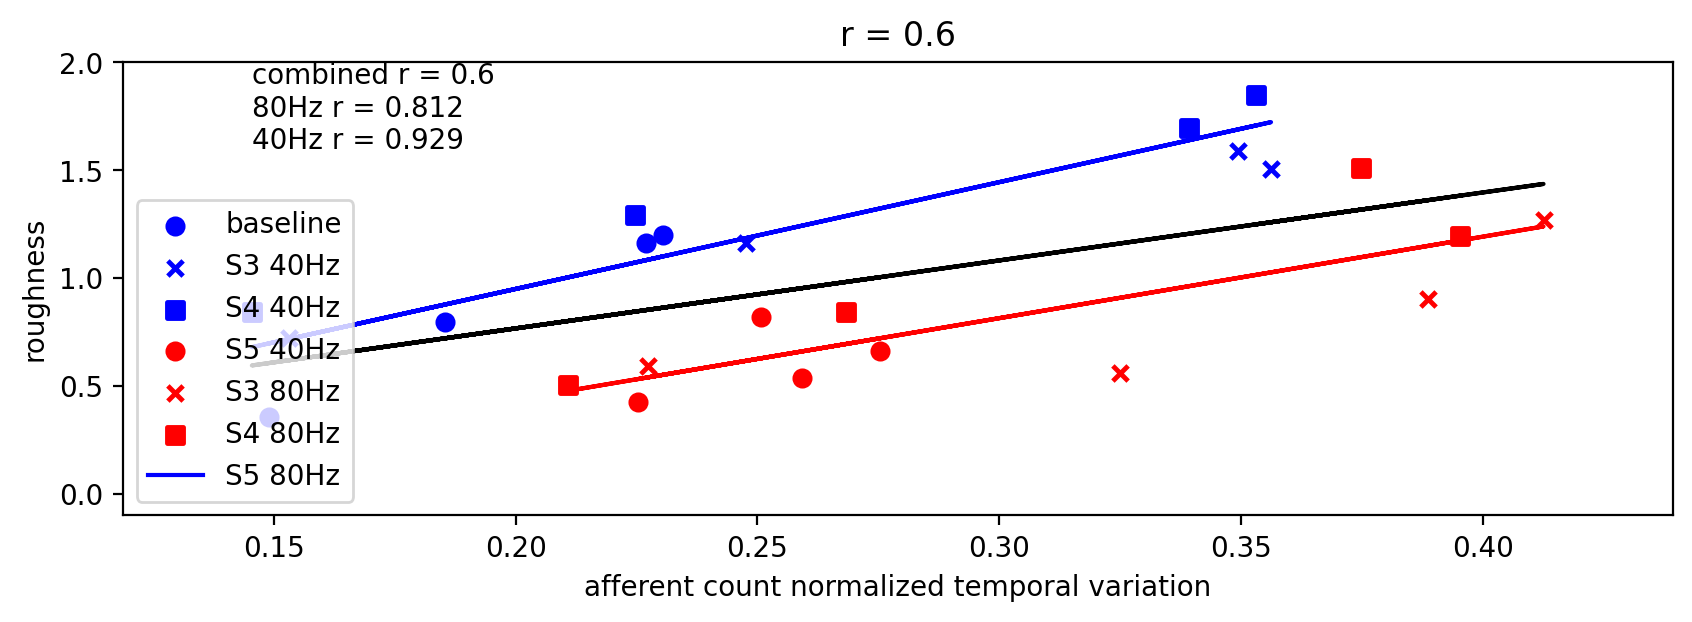 r = 0.6
combined r = 0.6
80Hz r = 0.812
40Hz r = 0.929
2.0
1.5
1.0
0.5
0.0
roughness
baseline
S3 40Hz
S4 40Hz
S5 40Hz
S3 80Hz
S4 80Hz
S5 80Hz
0.15 0.20 0.25 0.30 0.35 0.40
afferent count normalized temporal variation